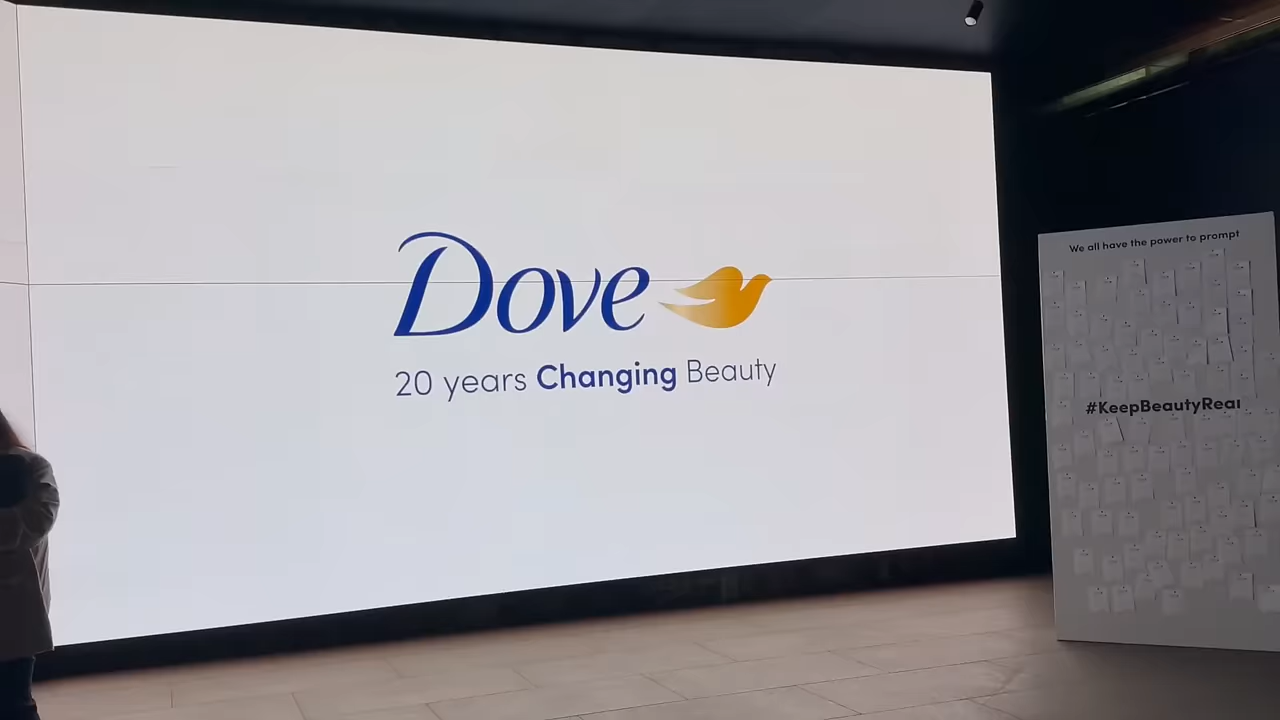 Dove
20 years Changing Beauty
We all have the power to prompt
#KeepBeautyReal